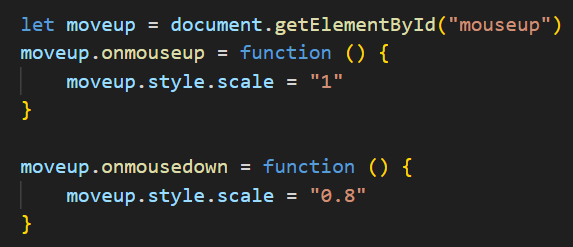 let moveup = document.getElementById("mouseup")
moveup.onmouseup = function () {
    moveup.style.scale = "1"
}

moveup.onmousedown = function () {
    moveup.style.scale = "0.8"
}